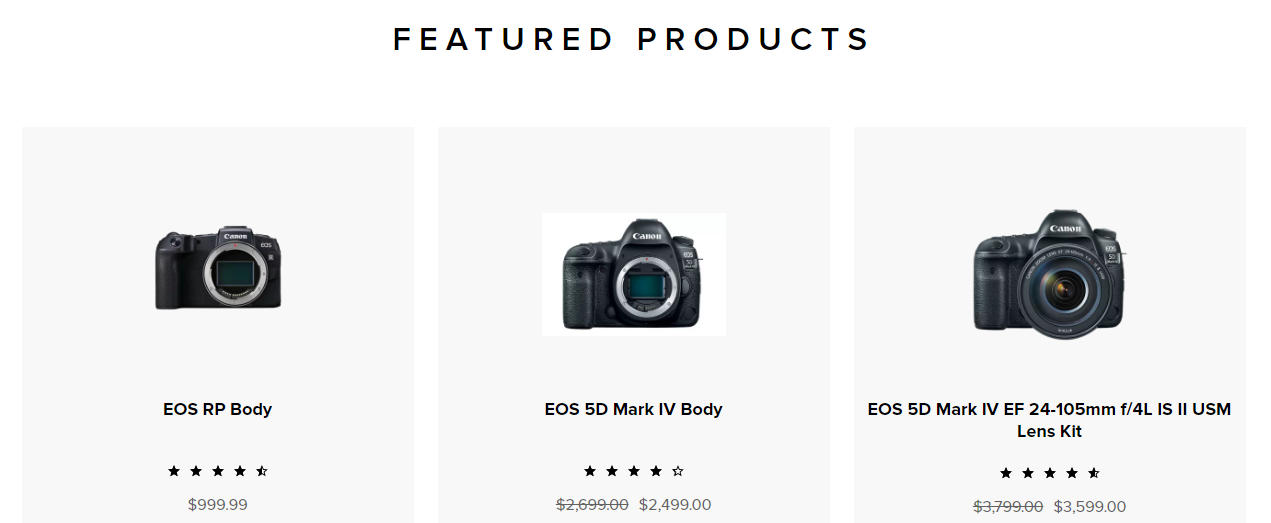 FEATURED PRODUCTS
Canon
EOS
R
Canon
EOS
5D
Canon
EOS
5D
EOS RP Body
EOS 5D Mark IV Body
EOS 5D Mark IV EF 24-105mm f/4L IS II USM
Lens Kit
$999.99
$2,699.00 $2,499.00
$3,799.00 $3,599.00